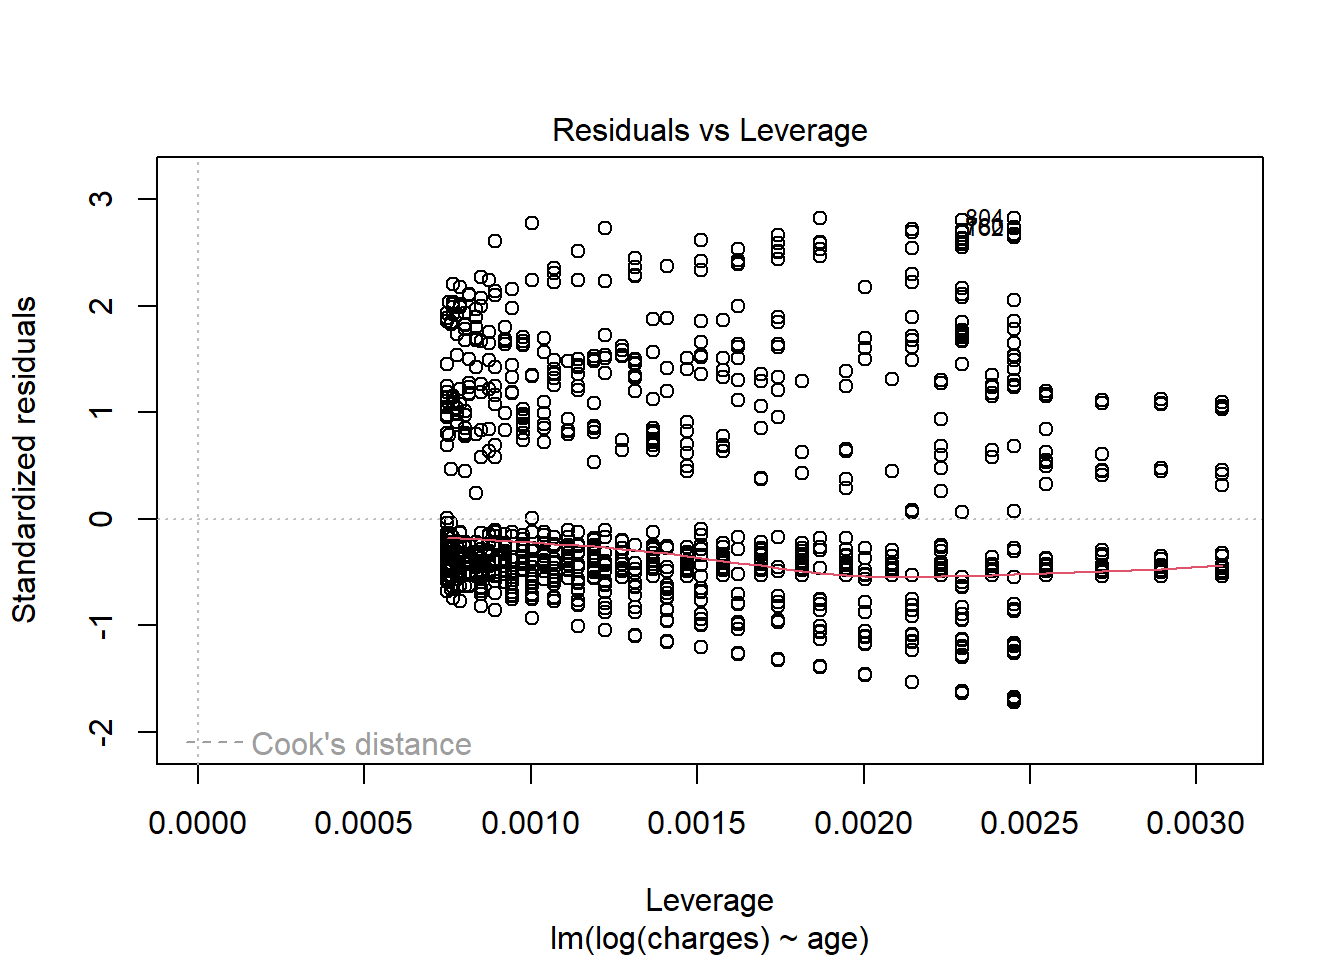 Residuals vs Leverage
Standardized residuals
3
2
1
0
-1
-2
804
162
Cook's distance
0.0000 0.0005 0.0010 0.0015 0.0020 0.0025 0.0030
Leverage
lm(log(charges) ~ age)